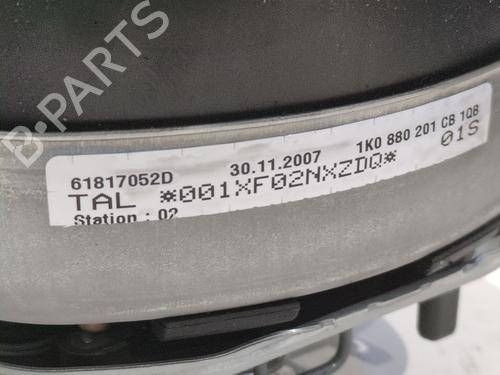 B-PARTS
61817052D 30.11.2007 1K0 880 201 CB 1QB
TAL *001XF02NXZDQ* 01S
Station : 02